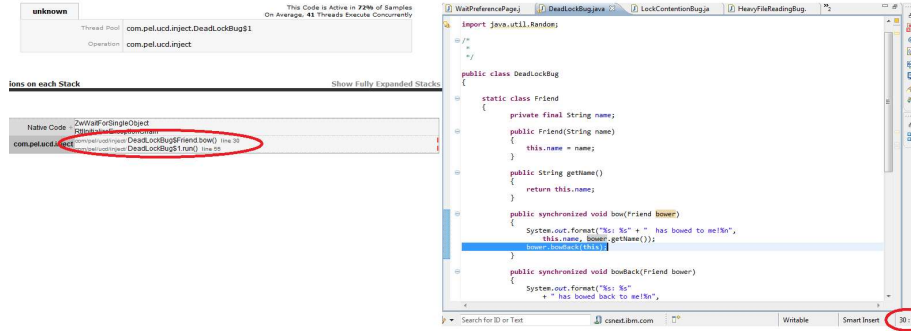 unknown
This Code is Active in 72% of Samples
On Average, 41 Threads Execute Concurrently
Thread Pool com.pel.ucd.inject.DeadLockBug$1
Operation com.pel.ucd.inject
ions on each Stack
Show Fully Expanded Stacks
Native Code
ZwWaitForSingleObject
RtlInitializeExceptionChain
com.pel.ucd.inject
com/pel/ucd/inject/DeadLockBug$Friend.bow() line 30
com/pel/ucd/inject/DeadLockBug$1.run() line 55
WaitPreferencePage.j
DeadLockBug.java
LockContentionBug.ja
HeavyFileReadingBug.
»2
import java.util.Random;
/*
*
*/
public class DeadLockBug
{
static class Friend
{
private final String name;
public Friend(String name)
{
this.name = name;
}
public String getName()
{
return this.name;
}
public synchronized void bow(Friend bower)
{
System.out.format("%s: %s" + "  has bowed to me!%n",
this.name, bower.getName());
bower.bowBack(this);
}
public synchronized void bowBack(Friend bower)
{
System.out.format("%s: %s"
+ " has bowed back to me!%n",
Search for ID or Text
csnext.ibm.com
Writable
Smart Insert
30 :